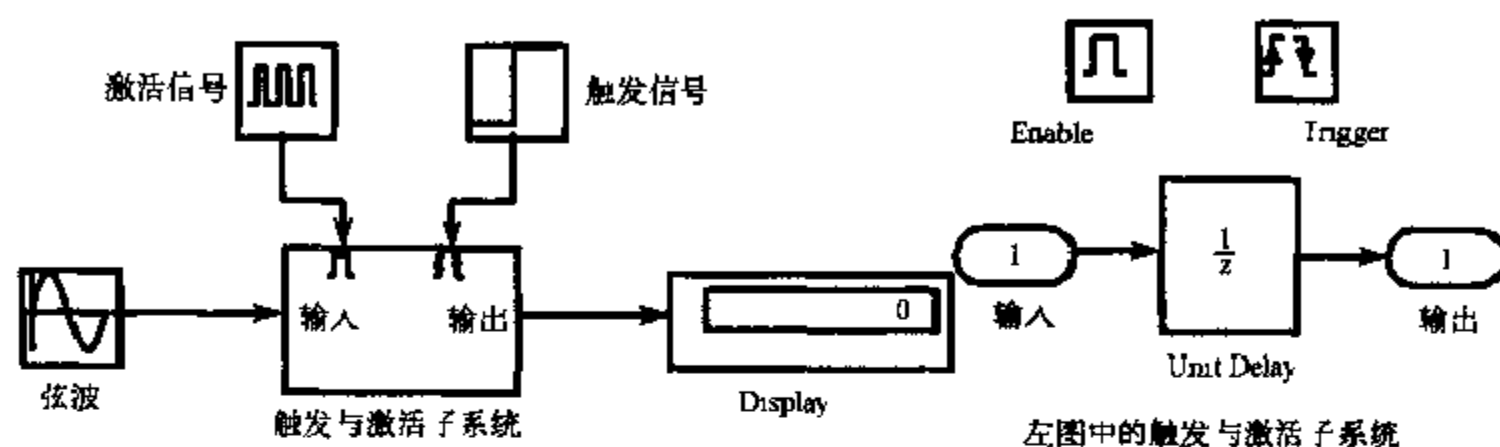 激活信号
触发信号
Enable
Trigger
输入
输出
0
1
1/z
1
弦波
触发与激活子系统
Display
输入
Unit Delay
输出
左图中的触发与激活子系统